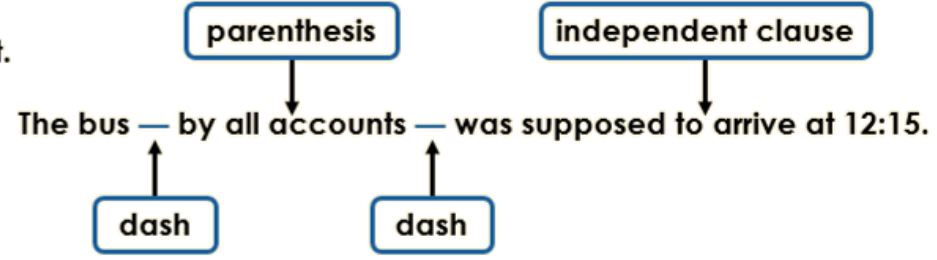 parenthesis independent clause
t.
The bus — by all accounts — was supposed to arrive at 12:15.
dash dash